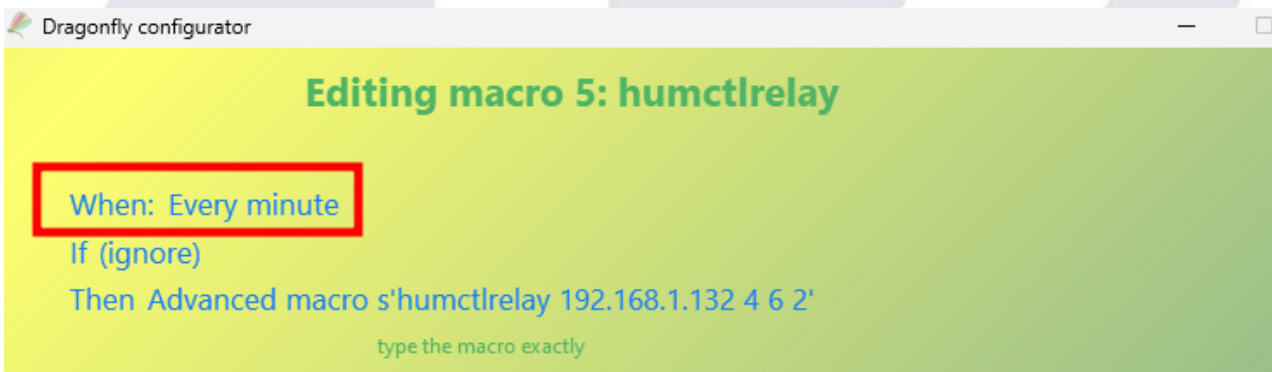 Dragonfly configurator
Editing macro 5: humctlrelay
When: Every minute
If (ignore)
Then Advanced macro s'humctlrelay 192.168.1.132 4 6 2'
type the macro exactly